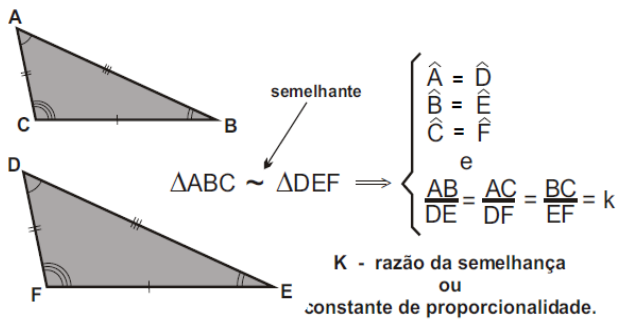 A
C
B
D
F
E
semelhante
ΔABC ~ ΔDEF ⟹
Â = D̂
B̂ = Ê
Ĉ = F̂
e
AB/DE = AC/DF = BC/EF = k
K - razão da semelhança
ou
constante de proporcionalidade.